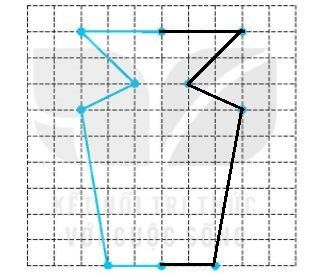 KẾT NỐI TRI THỨC
VỚI CUỘC SỐNG